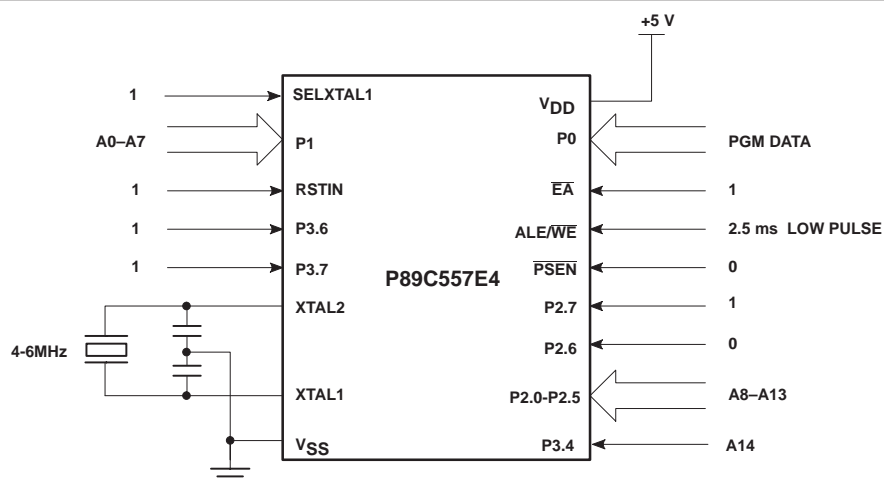 +5 V
1
SELXTAL1
VDD
A0–A7
P1
P0
PGM DATA
1
RSTIN
EA
1
1
P3.6
ALE/WE
2.5 ms LOW PULSE
1
P3.7
P89C557E4
PSEN
0
XTAL2
P2.7
1
4-6MHz
P2.6
0
XTAL1
P2.0-P2.5
A8–A13
VSS
P3.4
A14